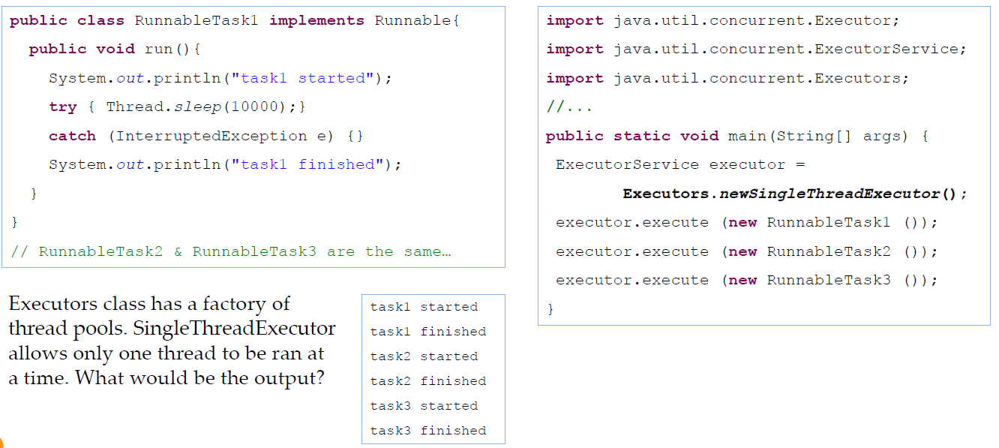 public class RunnableTask1 implements Runnable{
public void run(){
System.out.println("task1 started");
try { Thread.sleep(10000);}
catch (InterruptedException e) {}
System.out.println("task1 finished");
}
}
// RunnableTask2 & RunnableTask3 are the same…
Executors class has a factory of
thread pools. SingleThreadExecutor
allows only one thread to be ran at
a time. What would be the output?
task1 started
task1 finished
task2 started
task2 finished
task3 started
task3 finished
import java.util.concurrent.Executor;
import java.util.concurrent.ExecutorService;
import java.util.concurrent.Executors;
//...
public static void main(String[] args) {
ExecutorService executor =
Executors.newSingleThreadExecutor();
executor.execute (new RunnableTask1 ());
executor.execute (new RunnableTask2 ());
executor.execute (new RunnableTask3 ());
}